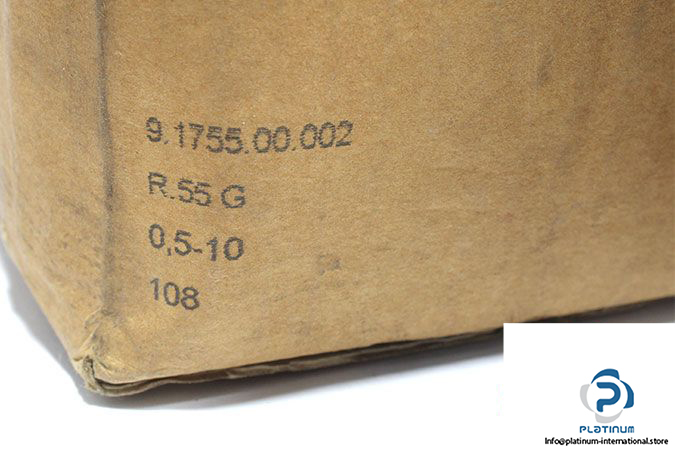 9.1755.00.002
R.55 G
0,5-10
108
PLATINUM
Info@platinum-international.store